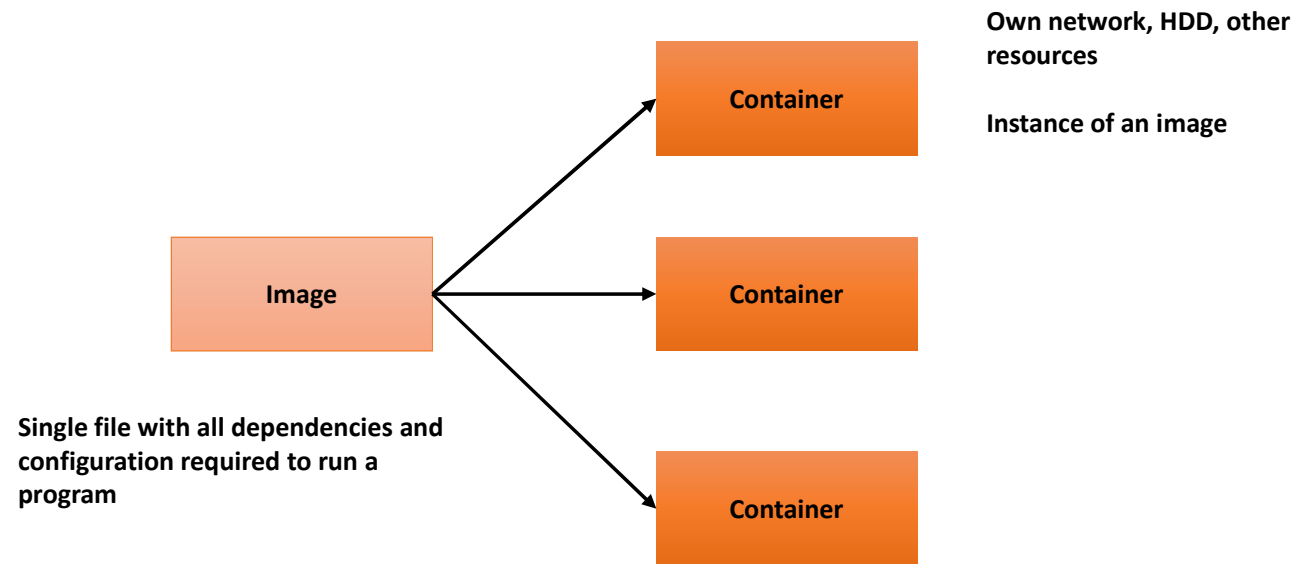 Own network, HDD, other
resources
Container
Instance of an image
Image
Container
Single file with all dependencies and
configuration required to run a
program
Container